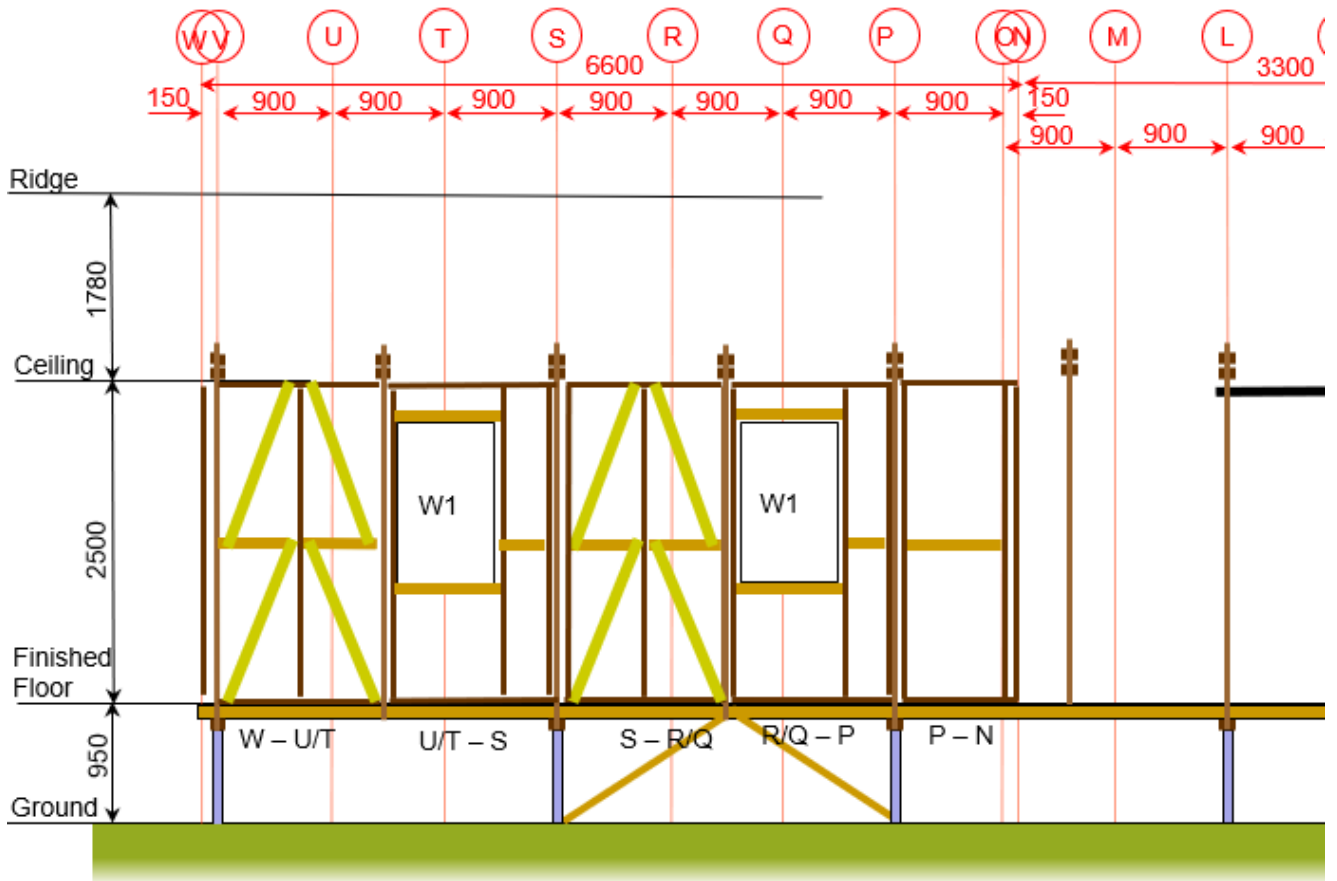 W V U T S R Q P O N M L
6600
3300
150 900 900 900 900 900 900 900 150
900 900 900
Ridge
1780
Ceiling
W1 W1
2500
Finished
Floor
W – U/T U/T – S S – R/Q R/Q – P P – N
950
Ground